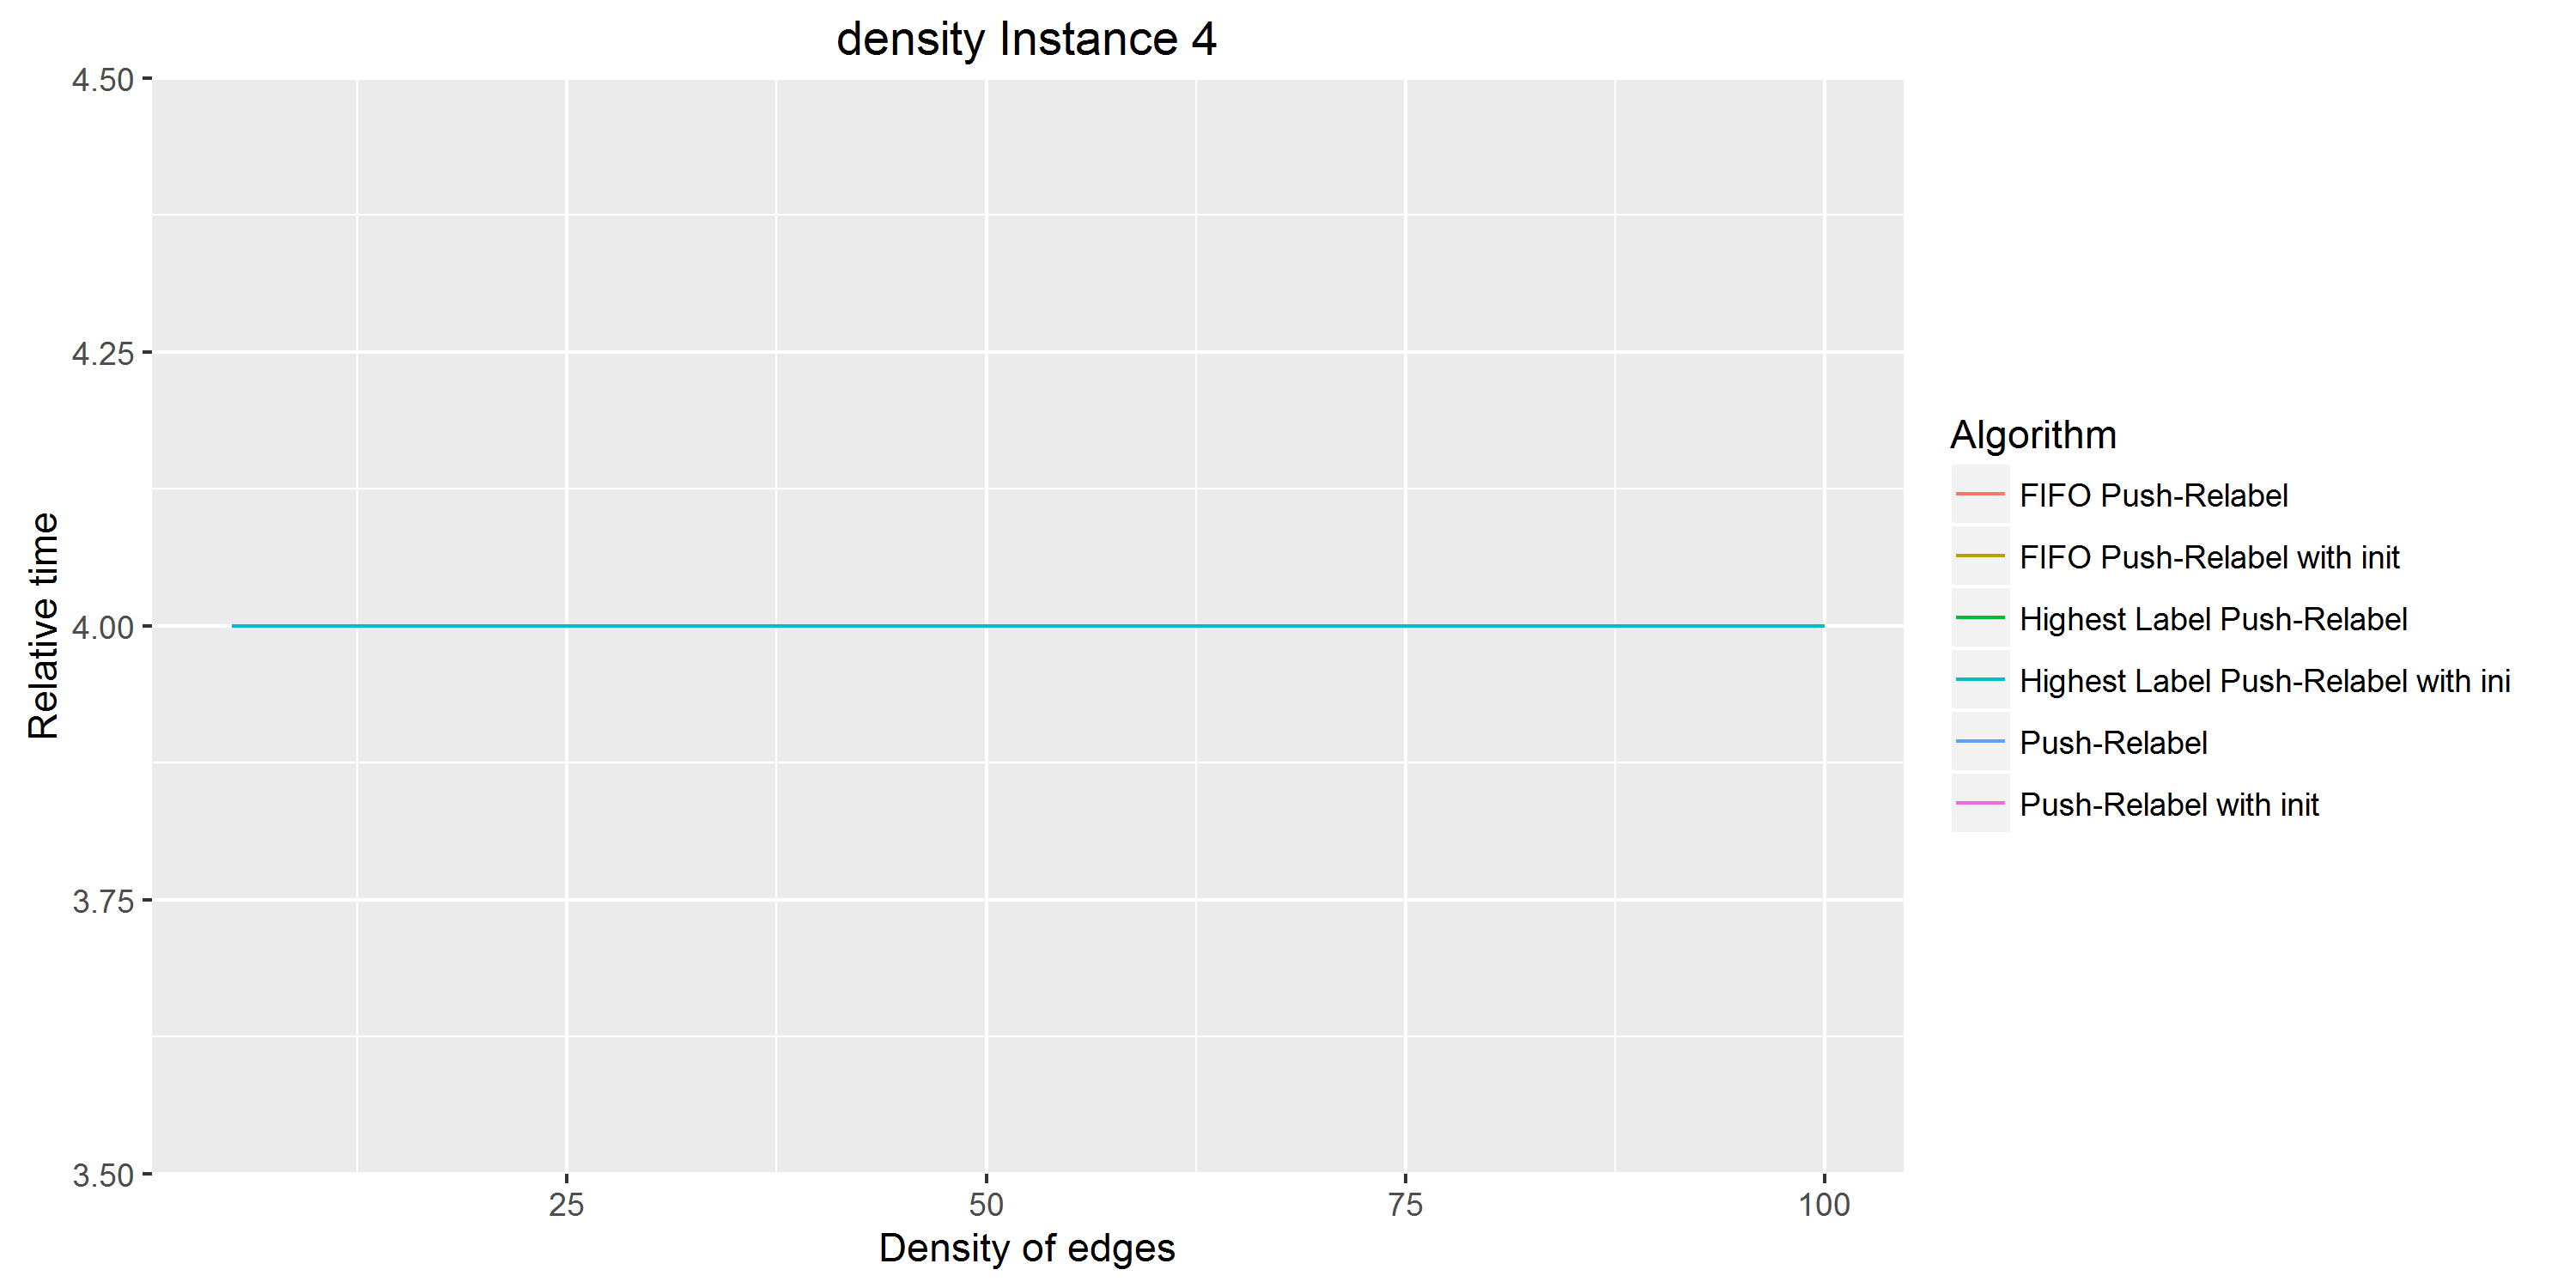 density Instance 4
4.50
4.25
4.00
3.75
3.50
Relative time
25 50 75 100
Density of edges
Algorithm
FIFO Push-Relabel
FIFO Push-Relabel with init
Highest Label Push-Relabel
Highest Label Push-Relabel with ini
Push-Relabel
Push-Relabel with init